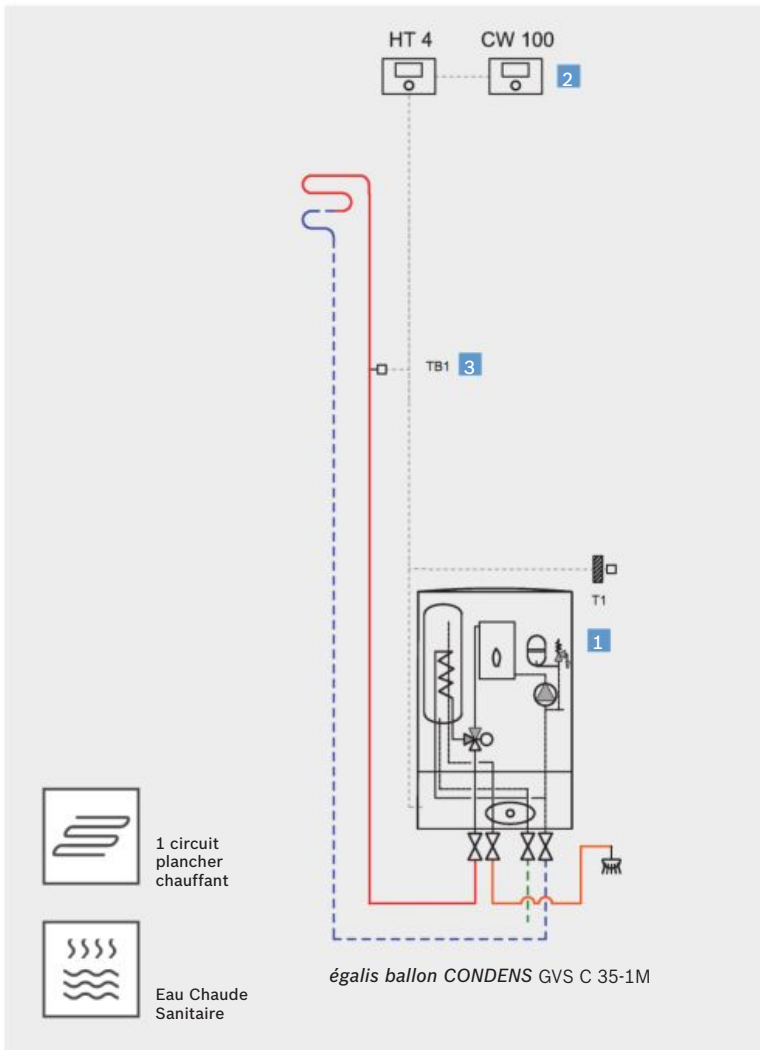 HT 4 CW 100
2
TB1 3
T1
1
1 circuit
plancher
chauffant
égalis ballon CONDENS GVS C 35-1M
Eau Chaude
Sanitaire